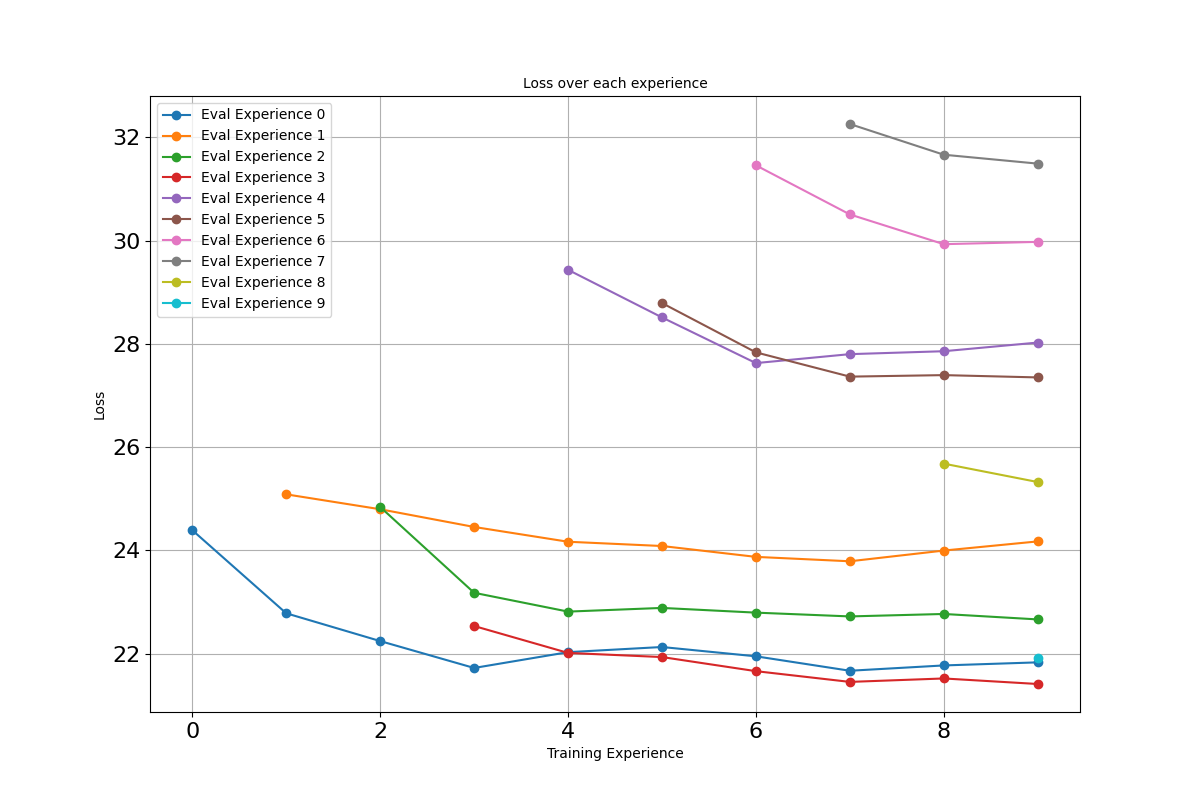 Loss over each experience
Eval Experience 0
Eval Experience 1
Eval Experience 2
Eval Experience 3
Eval Experience 4
Eval Experience 5
Eval Experience 6
Eval Experience 7
Eval Experience 8
Eval Experience 9
32
30
28
26
24
22
Loss
0 2 4 6 8
Training Experience